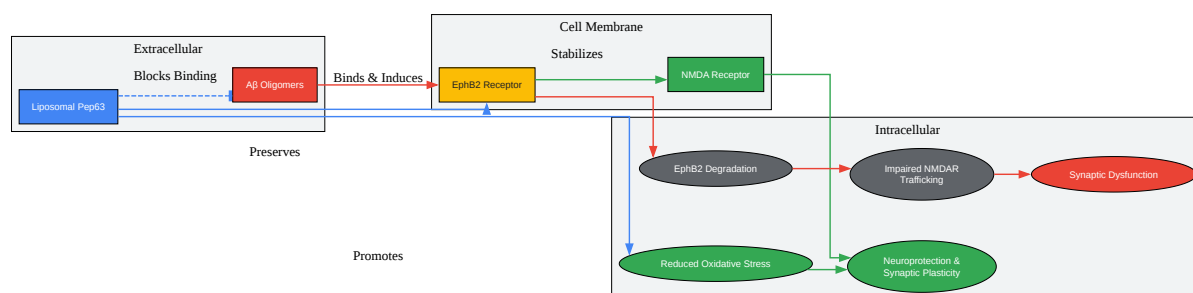 Cell Membrane
Extracellular
Stabilizes
Blocks Binding
Aβ Oligomers
Binds & Induces
EphB2 Receptor
NMDA Receptor
Liposomal Pep63
Intracellular
Preserves
EphB2 Degradation
Impaired NMDAR
Trafficking
Synaptic Dysfunction
Promotes
Reduced Oxidative Stress
Neuroprotection &
Synaptic Plasticity